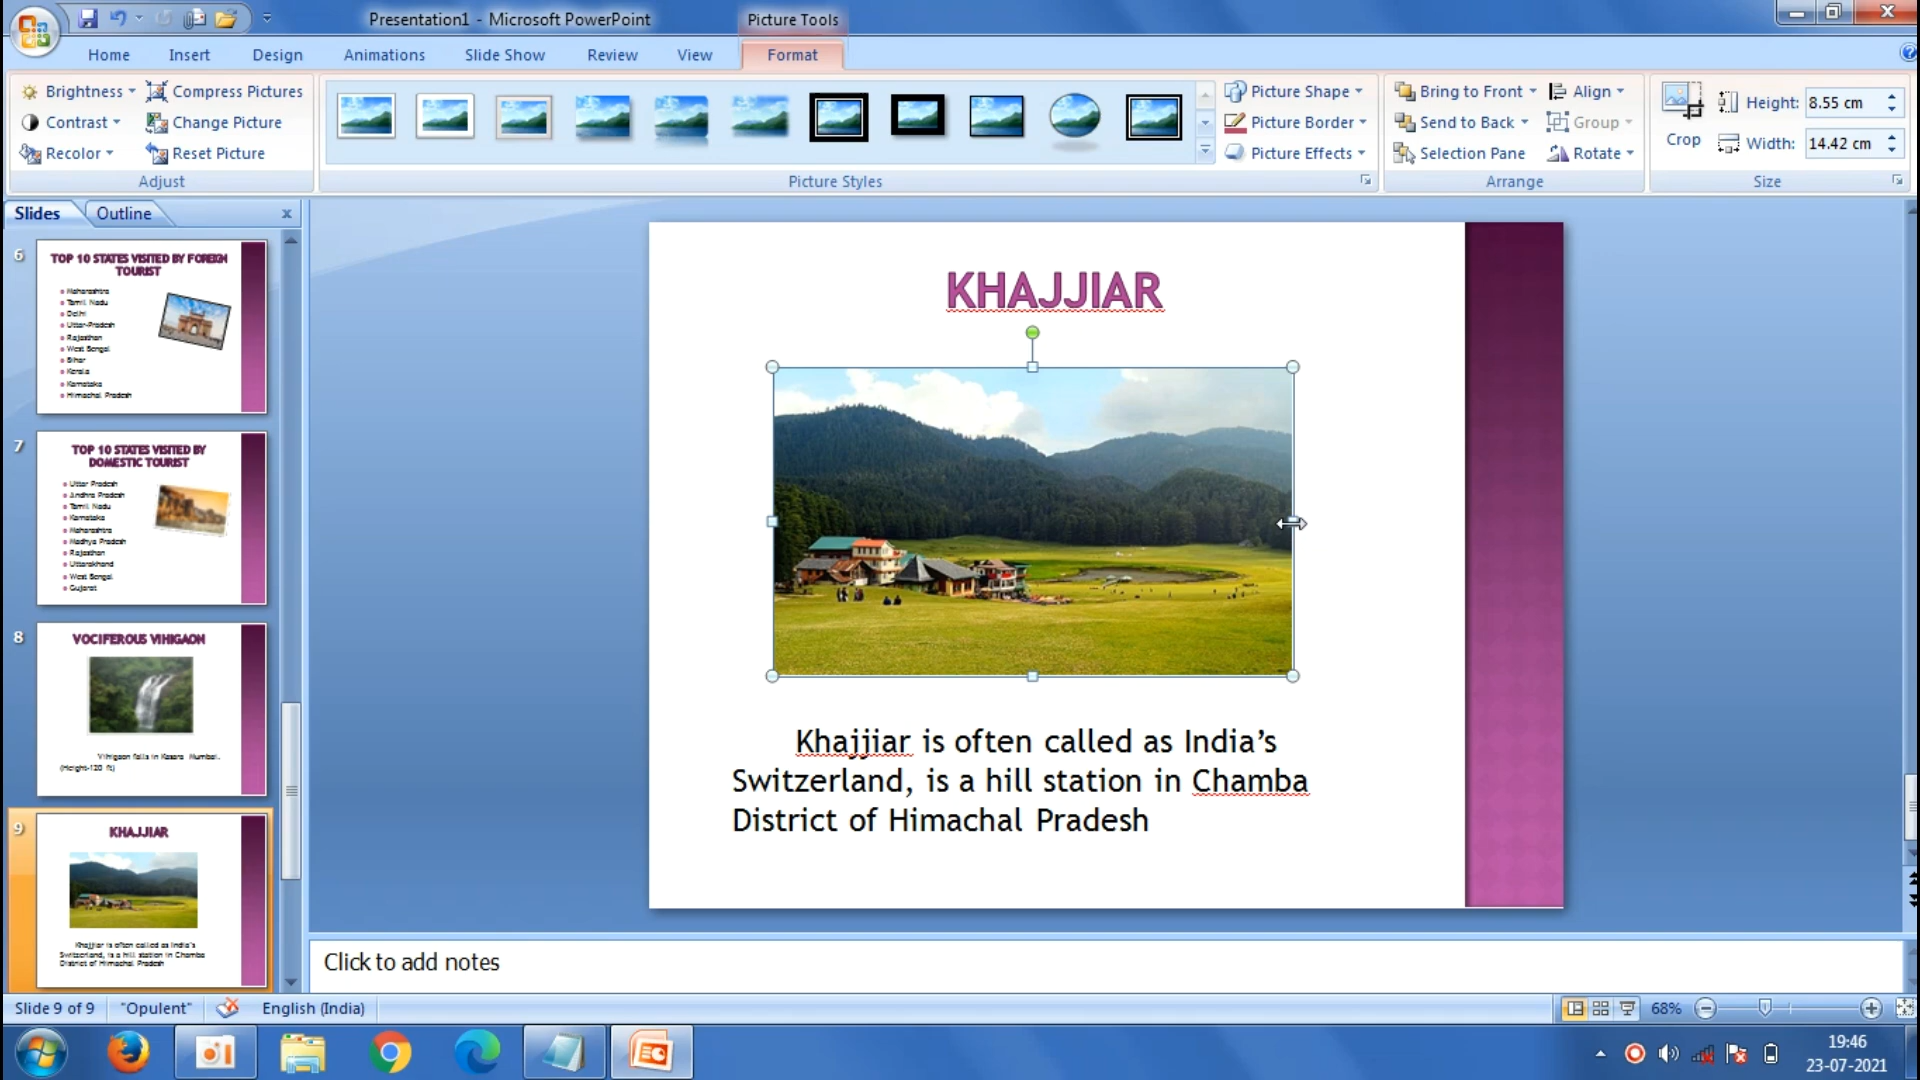 Presentation1 - Microsoft PowerPoint
Picture Tools
Home
Insert
Design
Animations
Slide Show
Review
View
Format
Brightness
Compress Pictures
Contrast
Change Picture
Recolor
Reset Picture
Adjust
Picture Styles
Picture Shape
Picture Border
Picture Effects
Bring to Front
Align
Send to Back
Group
Selection Pane
Rotate
Arrange
Crop
Height: 8.55 cm
Width: 14.42 cm
Size
Slides
Outline
6
TOP 10 STATES VISITED BY FOREIGN
TOURIST
Maharashtra
Tamil Nadu
Delhi
Uttar-Pradesh
Rajasthan
West Bengal
Bihar
Kerala
Karnataka
Himachal Pradesh
7
TOP 10 STATES VISITED BY
DOMESTIC TOURIST
Uttar Pradesh
Andhra Pradesh
Tamil Nadu
Karnataka
Maharashtra
Madhya Pradesh
Rajasthan
Uttarakhand
West Bengal
Gujarat
8
VOCIFEROUS VIHIGAON
Vihigaon falls in Kasara Mumbai.
(Height-120 ft)
9
KHAJJIAR
Khajjiar is often called as India's
Switzerland, is a hill station in Chamba
District of Himachal Pradesh
KHAJJIAR
Khajjiar is often called as India’s
Switzerland, is a hill station in Chamba
District of Himachal Pradesh
Click to add notes
Slide 9 of 9
"Opulent"
English (India)
68%
19:46
23-07-2021